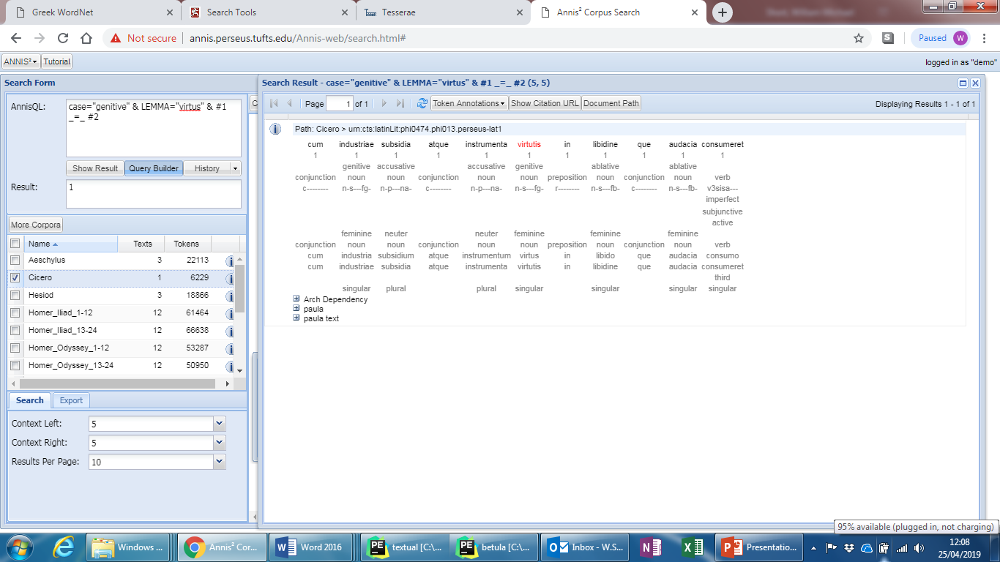 Greek WordNet
Search Tools
Tesserae
Annis² Corpus Search
Not secure
annis.perseus.tufts.edu/Annis-web/search.html#
S
Paused
W
ANNIS²
Tutorial
logged in as "demo"
Search Form
Search Result - case="genitive" & LEMMA="virtus" & #1 _=_ #2 (5, 5)
AnnisQL:
case="genitive" & LEMMA="virtus" & #1
_=_ #2
Show Result
Query Builder
History
Result:
1
C
Page 1 of 1
Token Annotations
Show Citation URL
Document Path
Displaying Results 1 - 1 of 1
Path: Cicero > urn:cts:latinLit:phi0474.phi013.perseus-lat1
cum industriae subsidia atque instrumenta virtutis in libidine que audacia consumeret
1 1 1 1 1 1 1 1 1 1 1
genitive accusative accusative genitive ablative ablative
conjunction noun noun conjunction noun noun preposition noun conjunction noun verb
c-------- n-s---fg- n-p---na- c-------- n-p---na- n-s---fg- r-------- n-s---fb- c-------- n-s---fb- v3sisa---
imperfect
subjunctive
active
feminine neuter neuter feminine feminine feminine
conjunction noun noun conjunction noun noun preposition noun conjunction noun verb
cum industria subsidium atque instrumentum virtus in libido que audacia consumo
cum industriae subsidia atque instrumenta virtutis in libidine que audacia consumeret
third
singular plural plural singular singular singular singular
Arch Dependency
paula
paula text
More Corpora
Name Texts Tokens
Aeschylus 3 22113
Cicero 1 6229
Hesiod 3 18866
Homer_Iliad_1-12 12 61464
Homer_Iliad_13-24 12 66638
Homer_Odyssey_1-12 12 53287
Homer_Odyssey_13-24 12 50950
Search
Export
Context Left: 5
Context Right: 5
Results Per Page: 10
95% available (plugged in, not charging)
Windows ...
Annis² Cor...
Word 2016
textual [C:\...
betula [C:\...
Inbox - W.S...
Presentatio...
12:08
25/04/2019